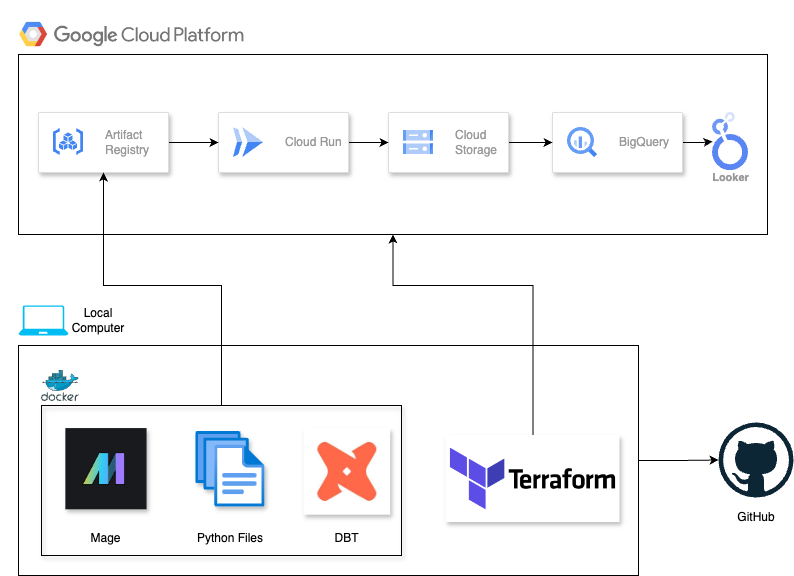 Google Cloud Platform
Artifact
Registry
Cloud Run
Cloud
Storage
BigQuery
Looker
Local
Computer
docker
Mage
Python Files
DBT
Terraform
GitHub